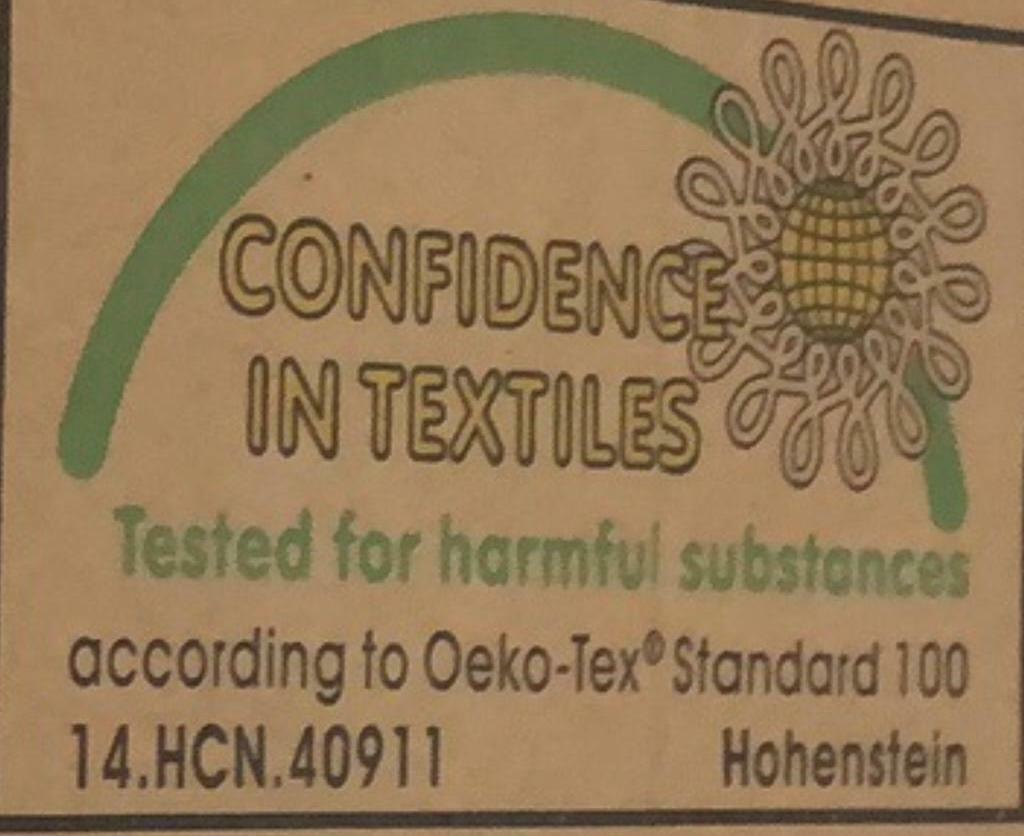 CONFIDENCE
IN TEXTILES
Tested for harmful substances
according to Oeko-Tex® Standard 100
14.HCN.40911 Hohenstein